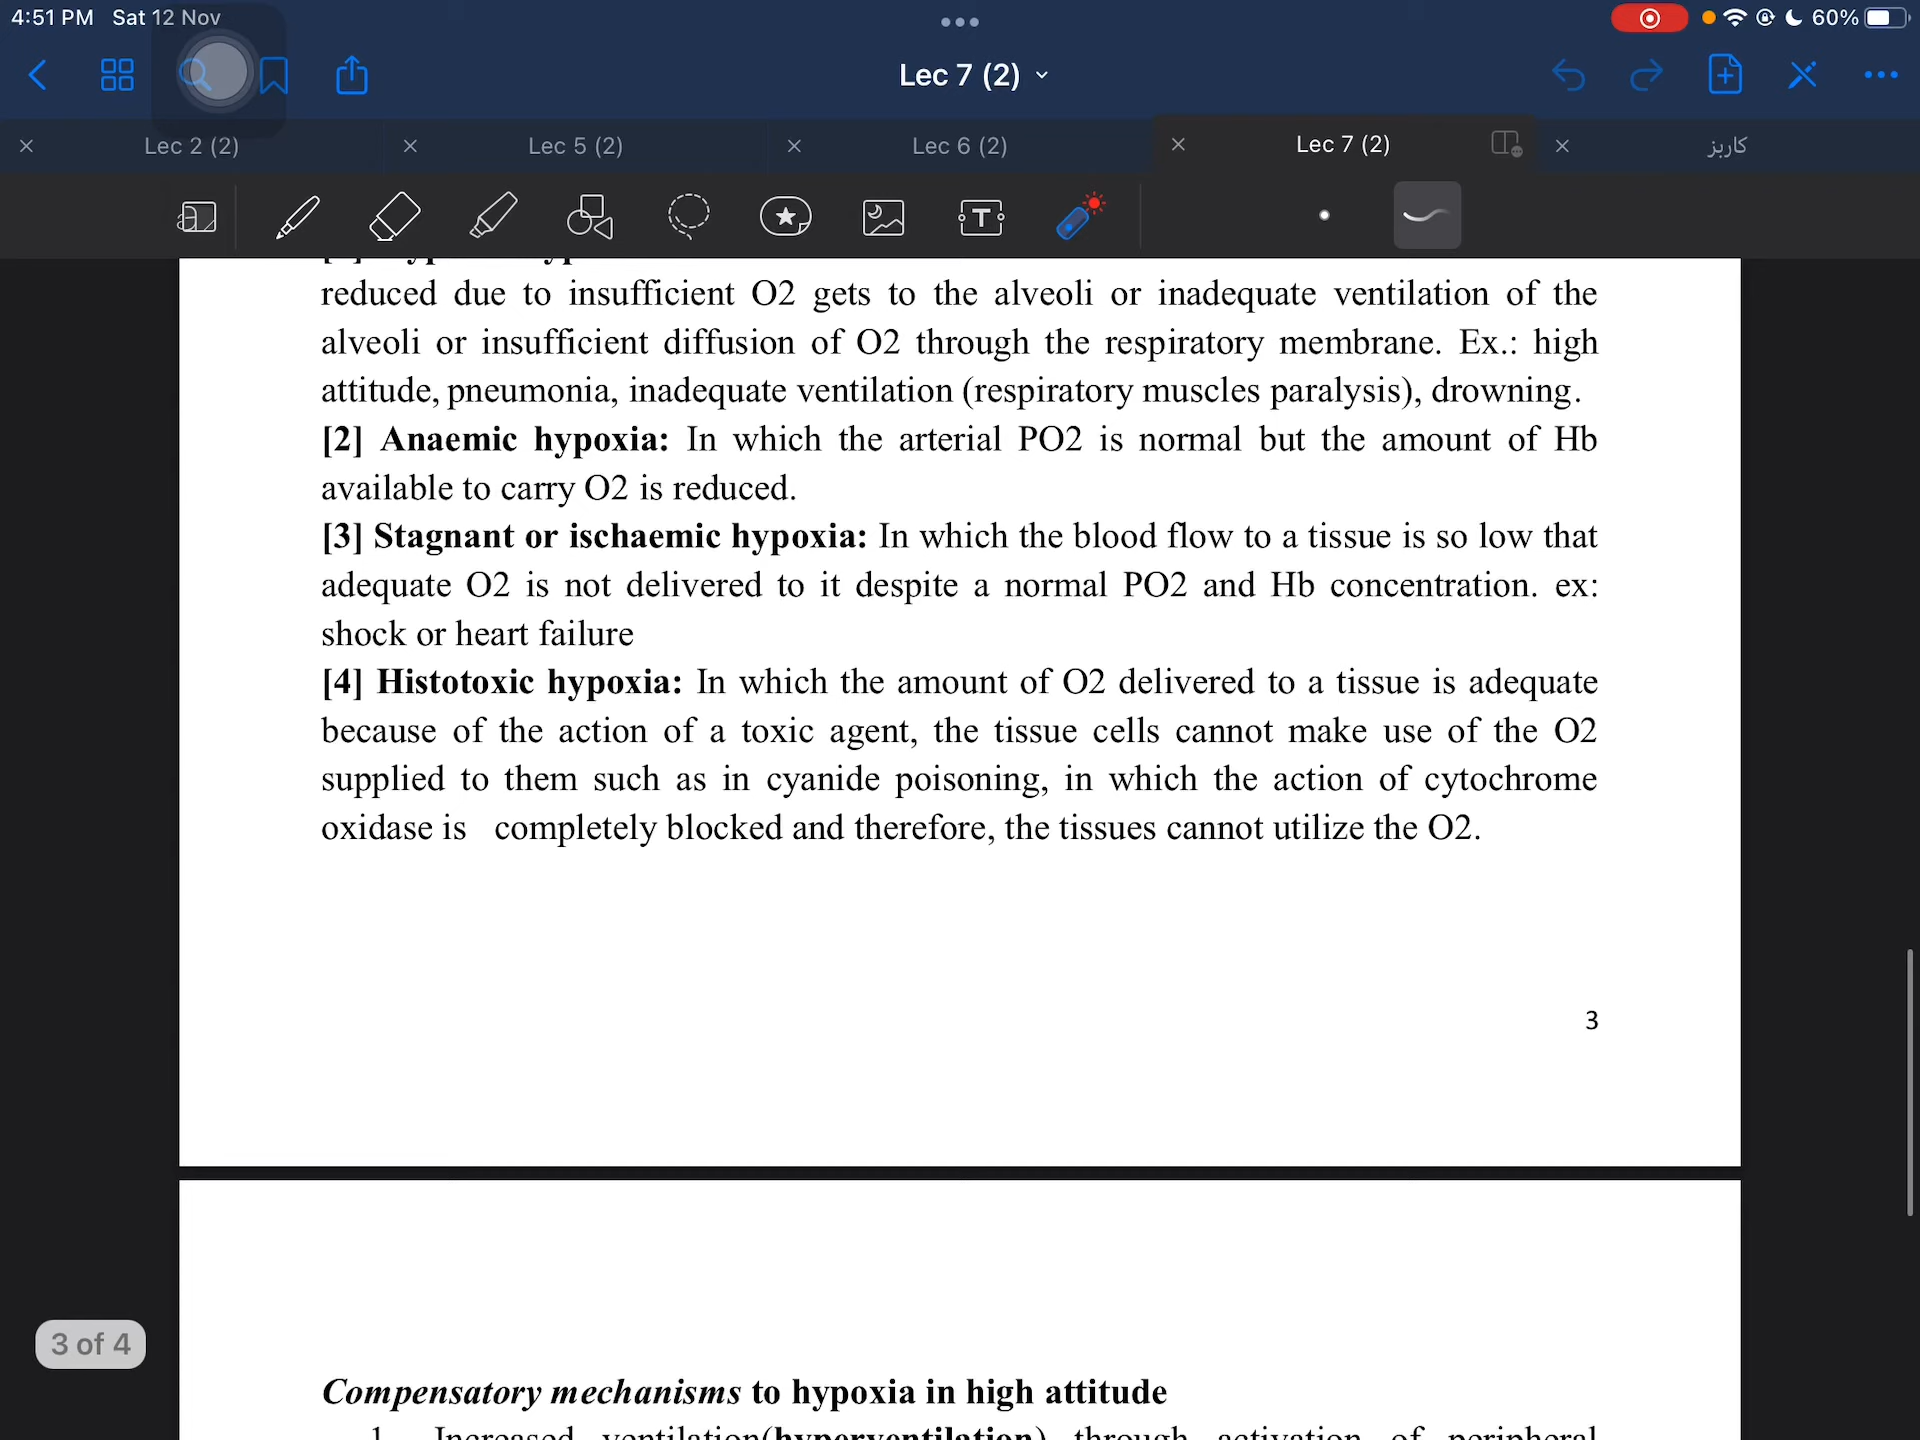 4:51 PM Sat 12 Nov
60%
Lec 7 (2)
Lec 2 (2)
Lec 5 (2)
Lec 6 (2)
Lec 7 (2)
كاربز
reduced due to insufficient O2 gets to the alveoli or inadequate ventilation of the
alveoli or insufficient diffusion of O2 through the respiratory membrane. Ex.: high
attitude, pneumonia, inadequate ventilation (respiratory muscles paralysis), drowning.
[2] Anaemic hypoxia: In which the arterial PO2 is normal but the amount of Hb
available to carry O2 is reduced.
[3] Stagnant or ischaemic hypoxia: In which the blood flow to a tissue is so low that
adequate O2 is not delivered to it despite a normal PO2 and Hb concentration. ex:
shock or heart failure
[4] Histotoxic hypoxia: In which the amount of O2 delivered to a tissue is adequate
because of the action of a toxic agent, the tissue cells cannot make use of the O2
supplied to them such as in cyanide poisoning, in which the action of cytochrome
oxidase is completely blocked and therefore, the tissues cannot utilize the O2.
3
3 of 4
Compensatory mechanisms to hypoxia in high attitude
1. Increased ventilation(hyperventilation) through activation of peripheral